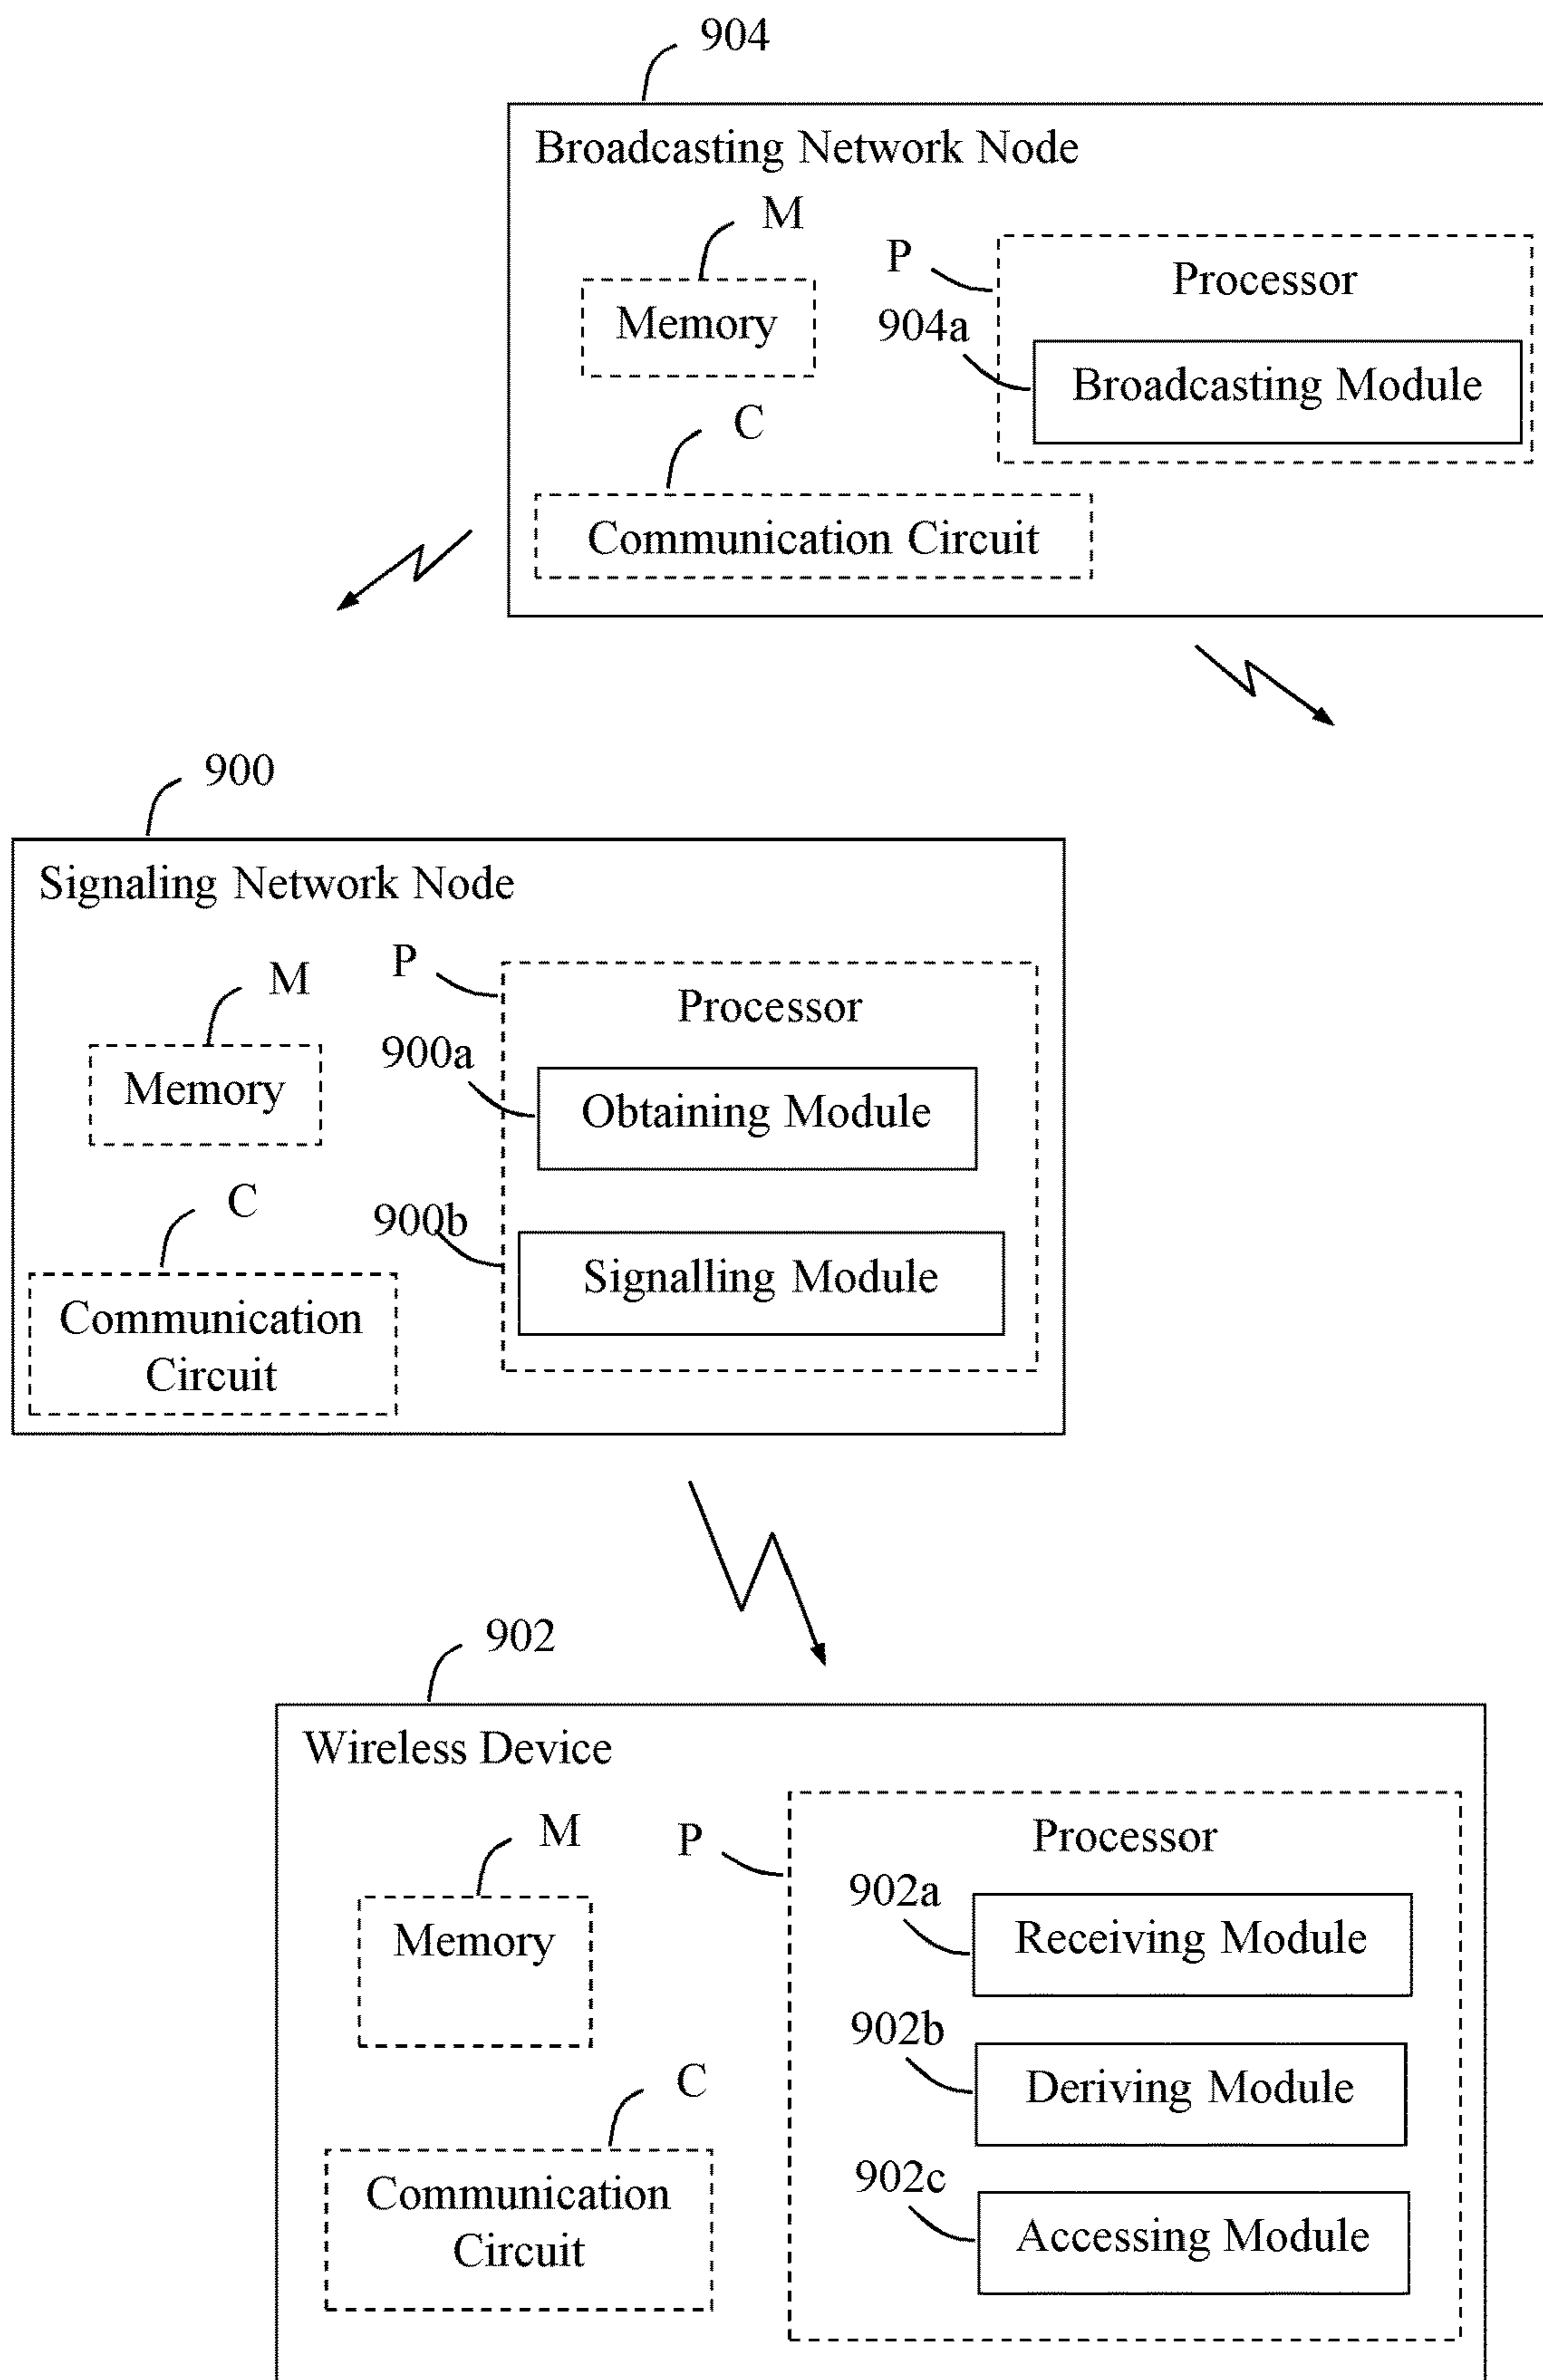 904
Broadcasting Network Node
M
P
Processor
Memory
904a
Broadcasting Module
C
Communication Circuit
900
Signaling Network Node
P
M
Processor
900a
Memory
Obtaining Module
C
900b
Signalling Module
Communication
Circuit
902
Wireless Device
M
P
Processor
902a
Memory
Receiving Module
902b
C
Deriving Module
902c
Communication
Circuit
Accessing Module